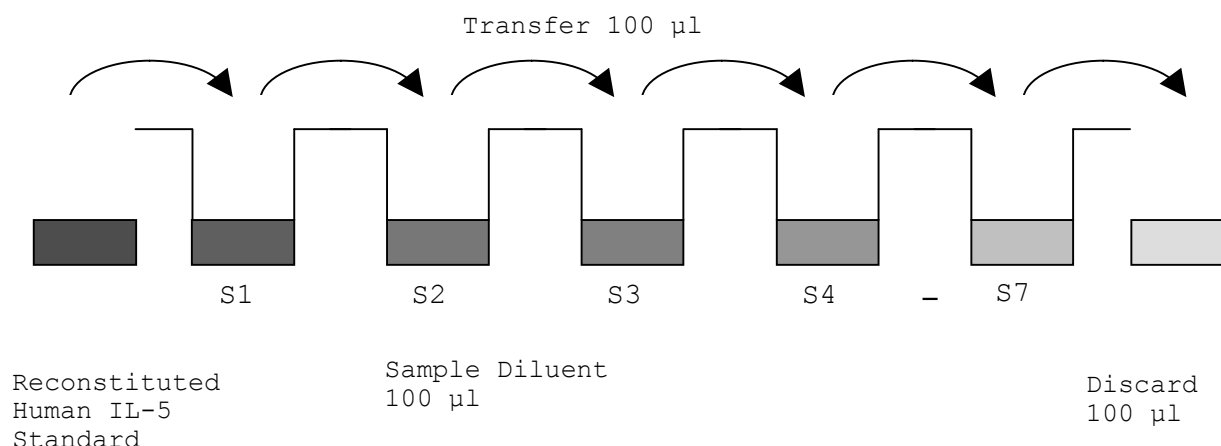 Transfer 100 µl
S1 S2 S3 S4 – S7
Reconstituted
Human IL-5
Standard
Sample Diluent
100 µl
Discard
100 µl